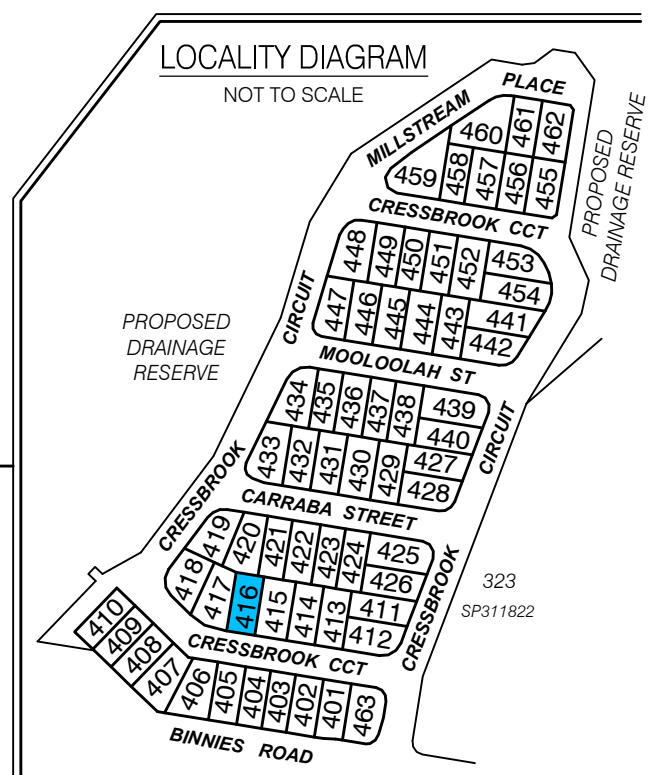 LOCALITY DIAGRAM
NOT TO SCALE
MILLSTREAM PLACE
460 461 462
459 458 457 456 455
PROPOSED
DRAINAGE RESERVE
CRESSBROOK CCT
448 449 450 451 452 453
454
447 446 445 444 443 441
442
CIRCUIT
PROPOSED
DRAINAGE
RESERVE
MOOLOOLAH ST
434 435 436 437 438 439
440
433 432 431 430 429 427
428
CIRCUIT
CRESSBROOK
CARRABA STREET
419 420 421 422 423 424 425
426
418 417 416 415 414 413 411
412
CRESSBROOK
323
SP311822
CRESSBROOK CCT
410
409
408
407 406 405 404 403 402 401 463
BINNIES ROAD